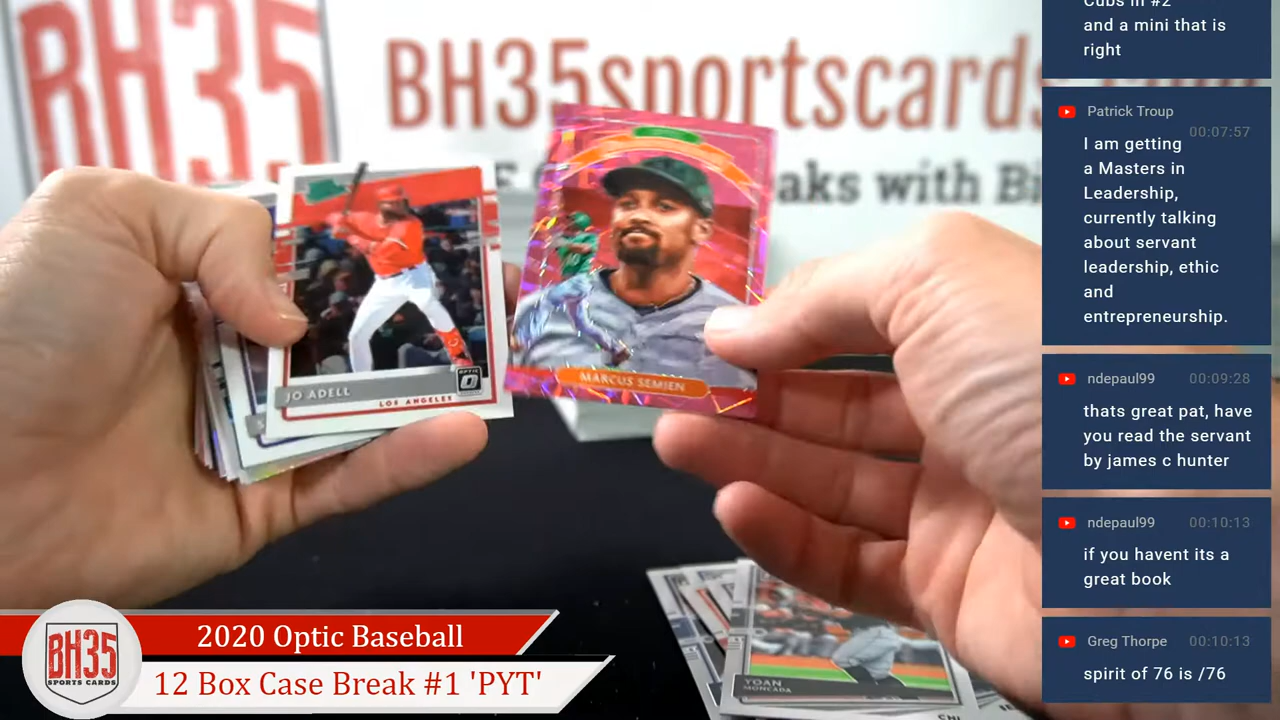 BH35
BH35sportscards
eaks with Bi
JO ADELL
LOS ANGELES
OPTIC
MARCUS SEMIEN
YOAN
MONCADA
CHI
BH35
SPORTS CARDS
2020 Optic Baseball
12 Box Case Break #1 'PYT'
Cubs in #2
and a mini that is
right
Patrick Troup
00:07:57
I am getting
a Masters in
Leadership,
currently talking
about servant
leadership, ethic
and
entrepreneurship.
ndepaul99 00:09:28
thats great pat, have
you read the servant
by james c hunter
ndepaul99 00:10:13
if you havent its a
great book
Greg Thorpe 00:10:13
spirit of 76 is /76